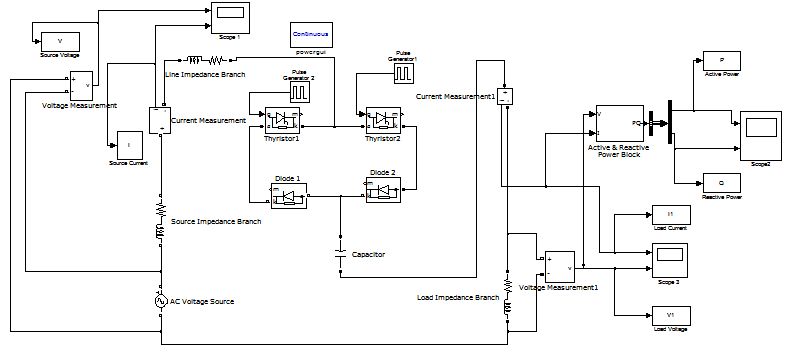 Scope 1
V
Source Voltage
Continuous
powergui
Pulse
Generator1
P
Active Power
Line Impedance Branch
Pulse
Generator 2
+
-
v
Voltage Measurement
Current Measurement
i
+
-
Current Measurement1
+
-
i
g
m
a
k
Thyristor1
g
m
a
k
Thyristor2
V
I
PQ
Active & Reactive
Power Block
Scope2
I
Source Current
Diode 1
m
Diode 2
m
Q
Reactive Power
Source Impedance Branch
I1
Load Current
Capacitor
+
-
v
Voltage Measurement1
Scope 3
AC Voltage Source
Load Impedance Branch
V1
Load Voltage